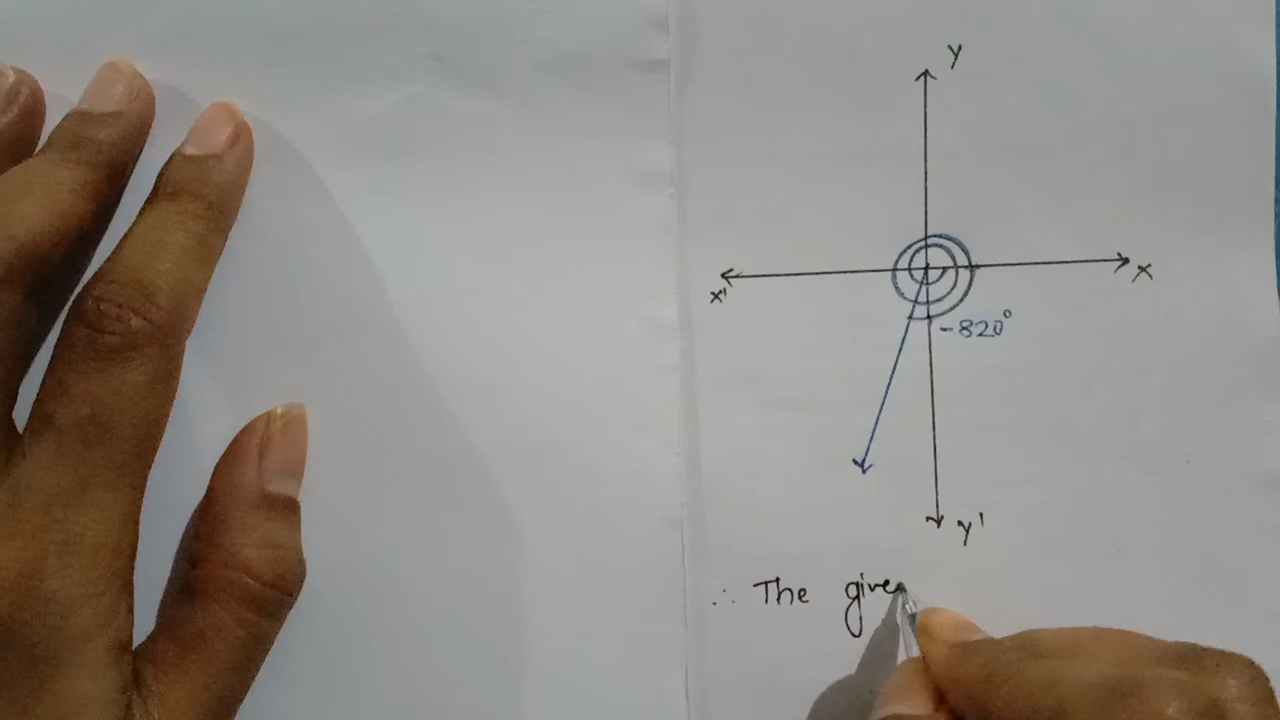 Y
X' X
-820°
Y'
∴ The give